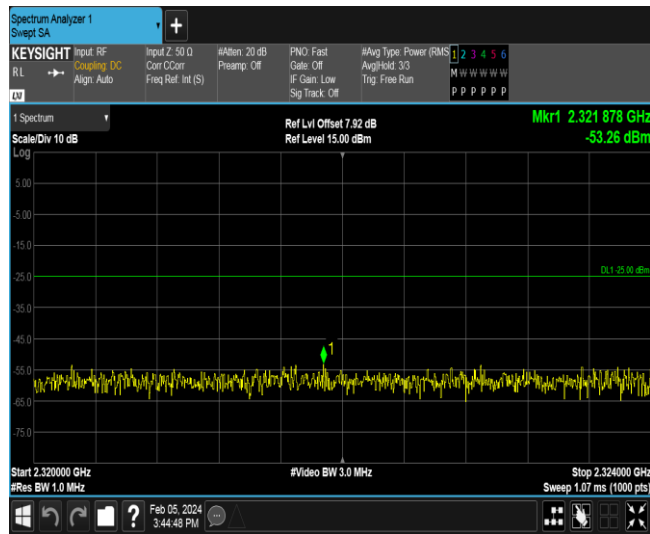 Spectrum Analyzer 1
Swept SA
KEYSIGHT
RL
LXI
Input: RF
Coupling: DC
Align: Auto
Input Z: 50 Ω
Corr CCorr
Freq Ref: Int (S)
#Atten: 20 dB
Preamp: Off
PNO: Fast
Gate: Off
IF Gain: Low
Sig Track: Off
#Avg Type: Power (RMS
Avg|Hold: 3/3
Trig: Free Run
1 2 3 4 5 6
M W W W W W
P P P P P P
1 Spectrum
Scale/Div 10 dB
Ref Lvl Offset 7.92 dB
Ref Level 15.00 dBm
Mkr1 2.321 878 GHz
-53.26 dBm
Log
5.00
-5.00
-15.0
-25.0
DL1 -25.00 dBm
-35.0
-45.0
1
-55.0
-65.0
-75.0
Start 2.320000 GHz
#Video BW 3.0 MHz
Stop 2.324000 GHz
#Res BW 1.0 MHz
Sweep 1.07 ms (1000 pts)
?
Feb 05, 2024
3:44:48 PM